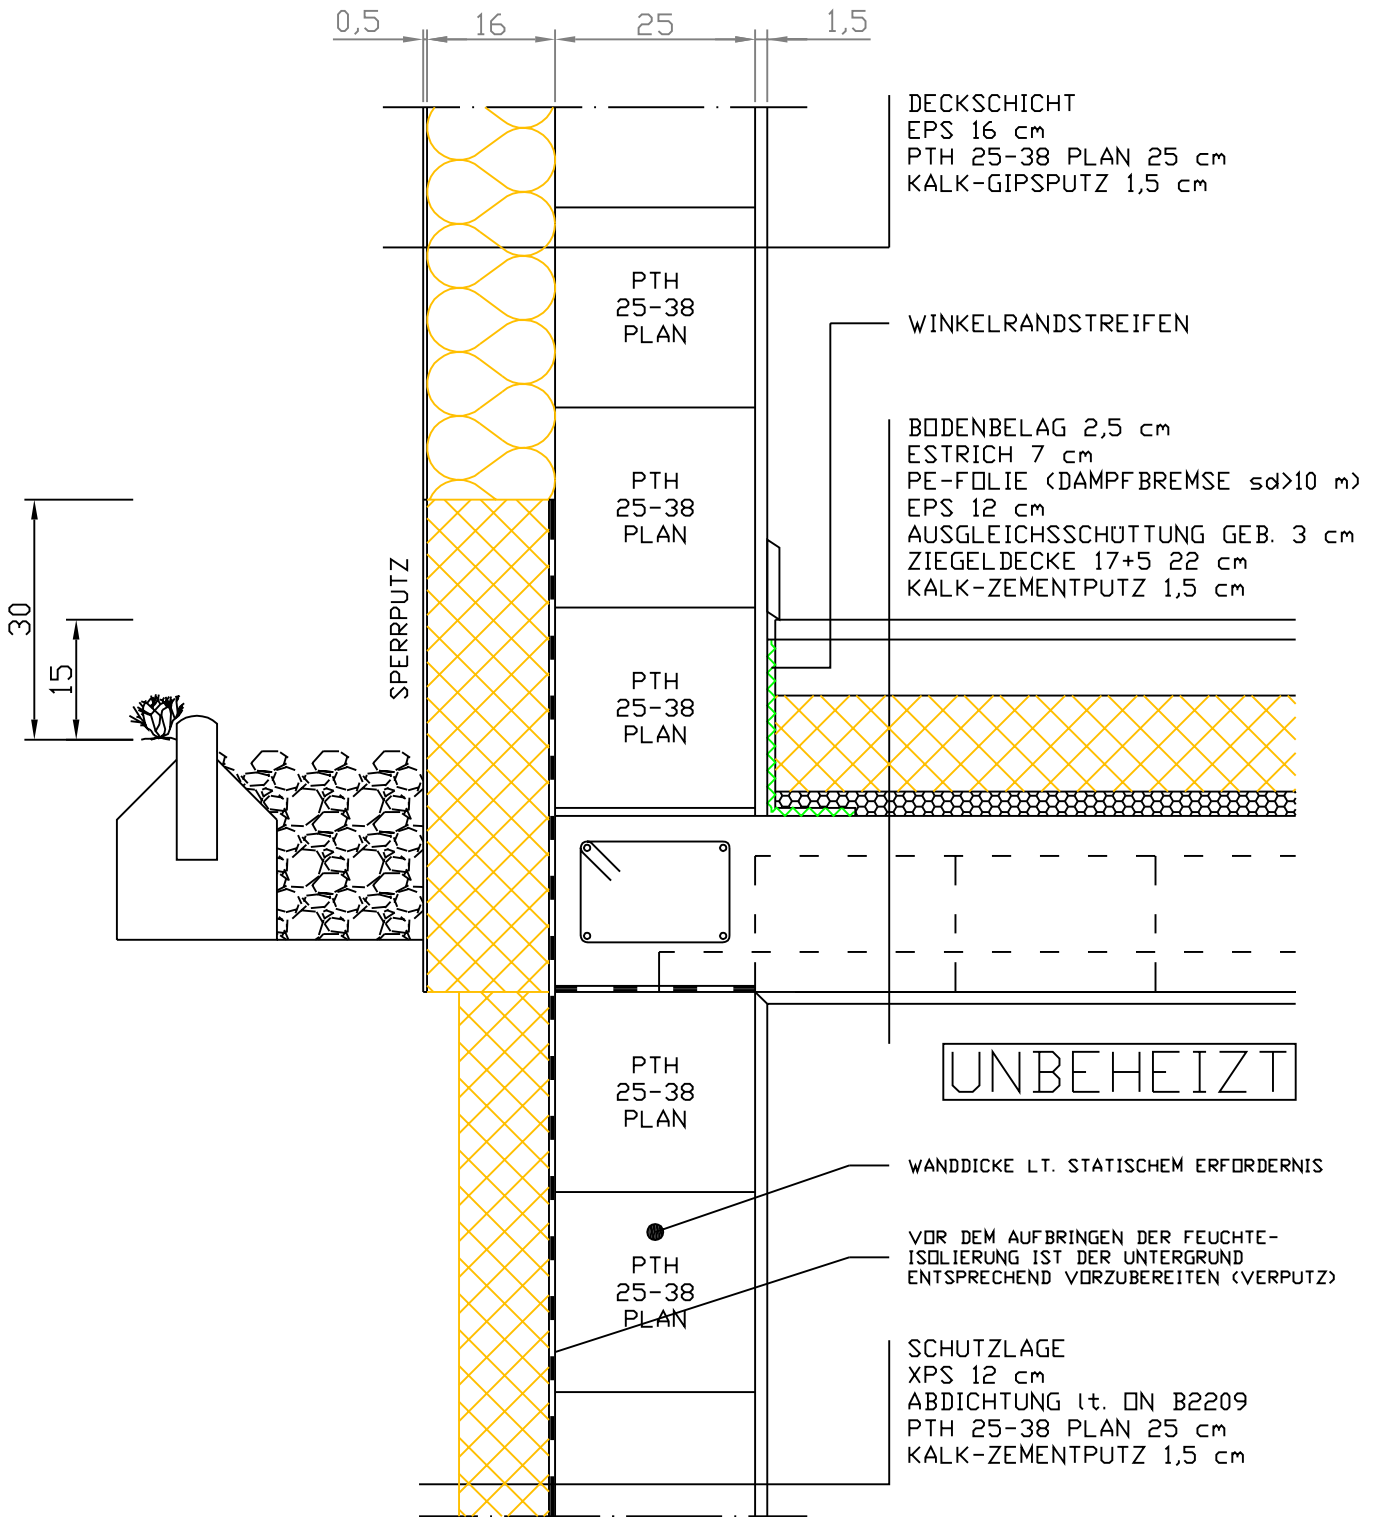 0,5
16
25
1,5
DECKSCHICHT
EPS 16 cm
PTH 25-38 PLAN 25 cm
KALK-GIPSPUTZ 1,5 cm
PTH
25-38
PLAN
WINKELRANDSTREIFEN
BODENBELAG 2,5 cm
ESTRICH 7 cm
PE-FOLIE (DAMPFBREMSE sd>10 m)
EPS 12 cm
AUSGLEICHSSCHÜTTUNG GEB. 3 cm
ZIEGELDECKE 17+5 22 cm
KALK-ZEMENTPUTZ 1,5 cm
PTH
25-38
PLAN
SPERRPUTZ
30
15
PTH
25-38
PLAN
UNBEHEIZT
PTH
25-38
PLAN
WANDDICKE LT. STATISCHEM ERFORDERNIS
VOR DEM AUFBRINGEN DER FEUCHTE-
ISOLIERUNG IST DER UNTERGRUND
ENTSPRECHEND VORZUBEREITEN (VERPUTZ)
PTH
25-38
PLAN
SCHUTZLAGE
XPS 12 cm
ABDICHTUNG lt. ON B2209
PTH 25-38 PLAN 25 cm
KALK-ZEMENTPUTZ 1,5 cm